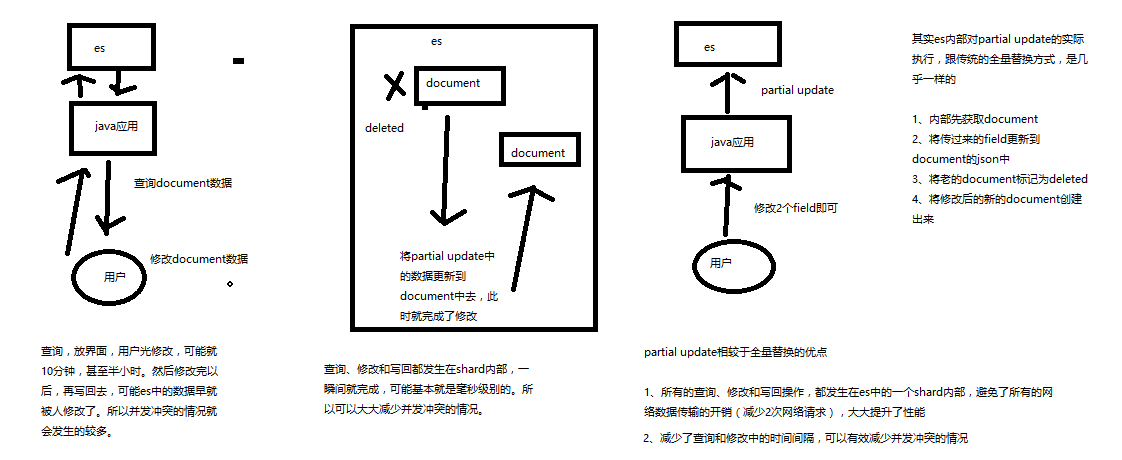 es
java应用
查询document数据
修改document数据
用户
查询，放界面，用户光修改，可能就
10分钟，甚至半小时。然后修改完以
后，再写回去，可能es中的数据早就
被人修改了。所以并发冲突的情况就
会发生的较多。
es
document
deleted
document
将partial update中
的数据更新到
document中去，此
时就完成了修改
查询、修改和写回都发生在shard内部，一
瞬间就完成，可能基本就是毫秒级别的。所
以可以大大减少并发冲突的情况。
es
partial update
java应用
修改2个field即可
用户
其实es内部对partial update的实际
执行，跟传统的全量替换方式，是几
乎一样的
1、内部先获取document
2、将传过来的field更新到
document的json中
3、将老的document标记为deleted
4、将修改后的新的document创建
出来
partial update相较于全量替换的优点
1、所有的查询、修改和写回操作，都发生在es中的一个shard内部，避免了所有的网
络数据传输的开销（减少2次网络请求），大大提升了性能
2、减少了查询和修改中的时间间隔，可以有效减少并发冲突的情况